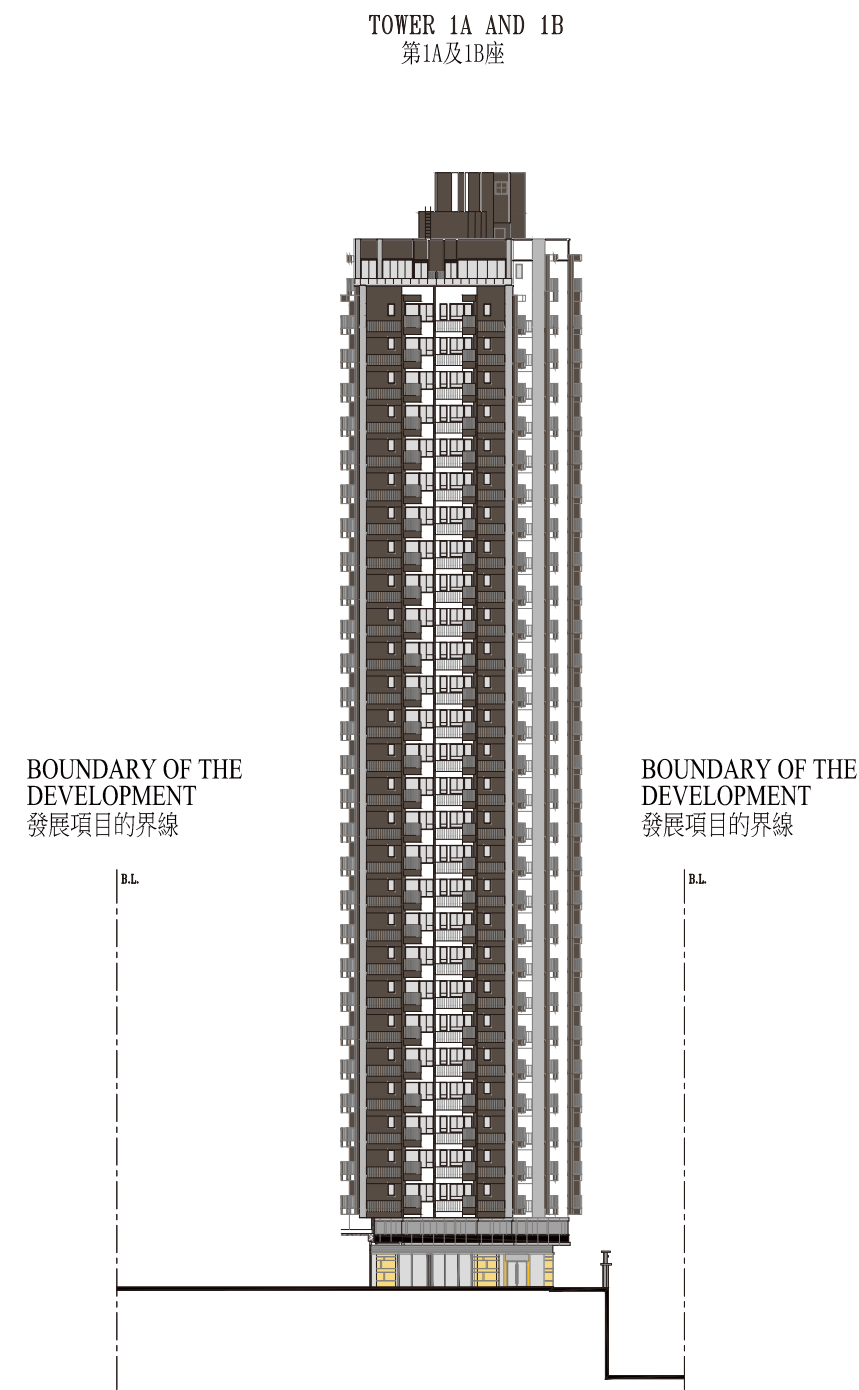 TOWER 1A AND 1B
第1A及1B座
BOUNDARY OF THE
DEVELOPMENT
發展項目的界線
B.L.
BOUNDARY OF THE
DEVELOPMENT
發展項目的界線
B.L.